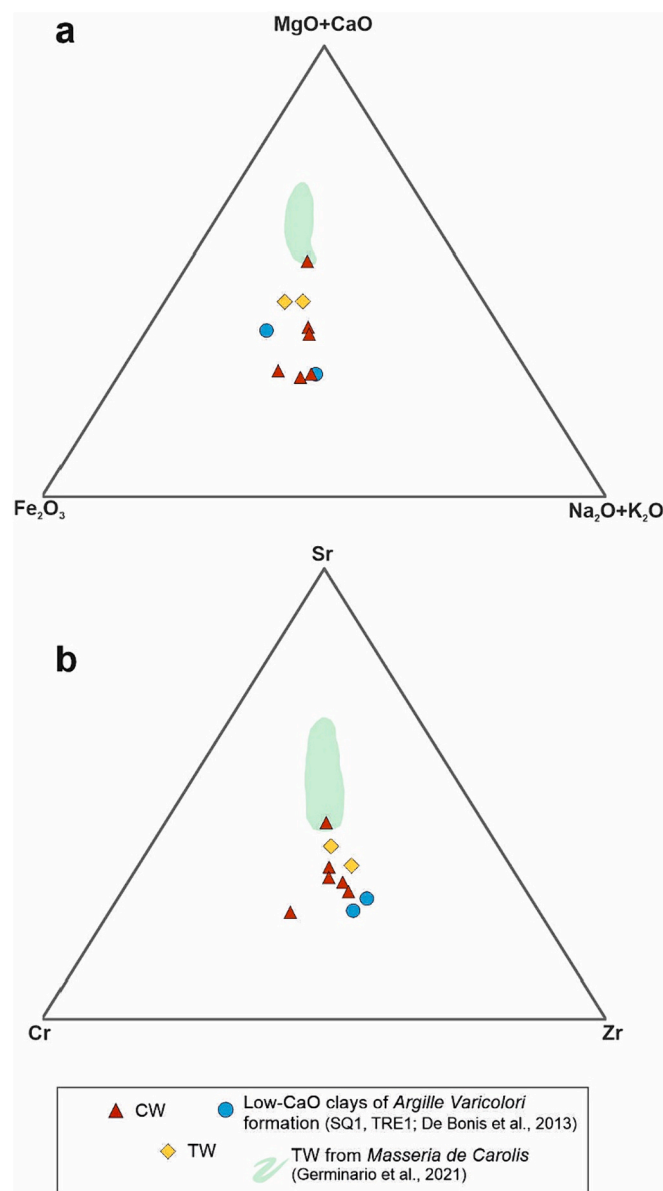 a
MgO+CaO
Fe₂O₃
Na₂O+K₂O
Sr
b
Cr
Zr
CW
Low-CaO clays of Argille Varicolori
formation (SQ1, TRE1; De Bonis et al., 2013)
TW
TW from Masseria de Carolis
(Germinario et al., 2021)